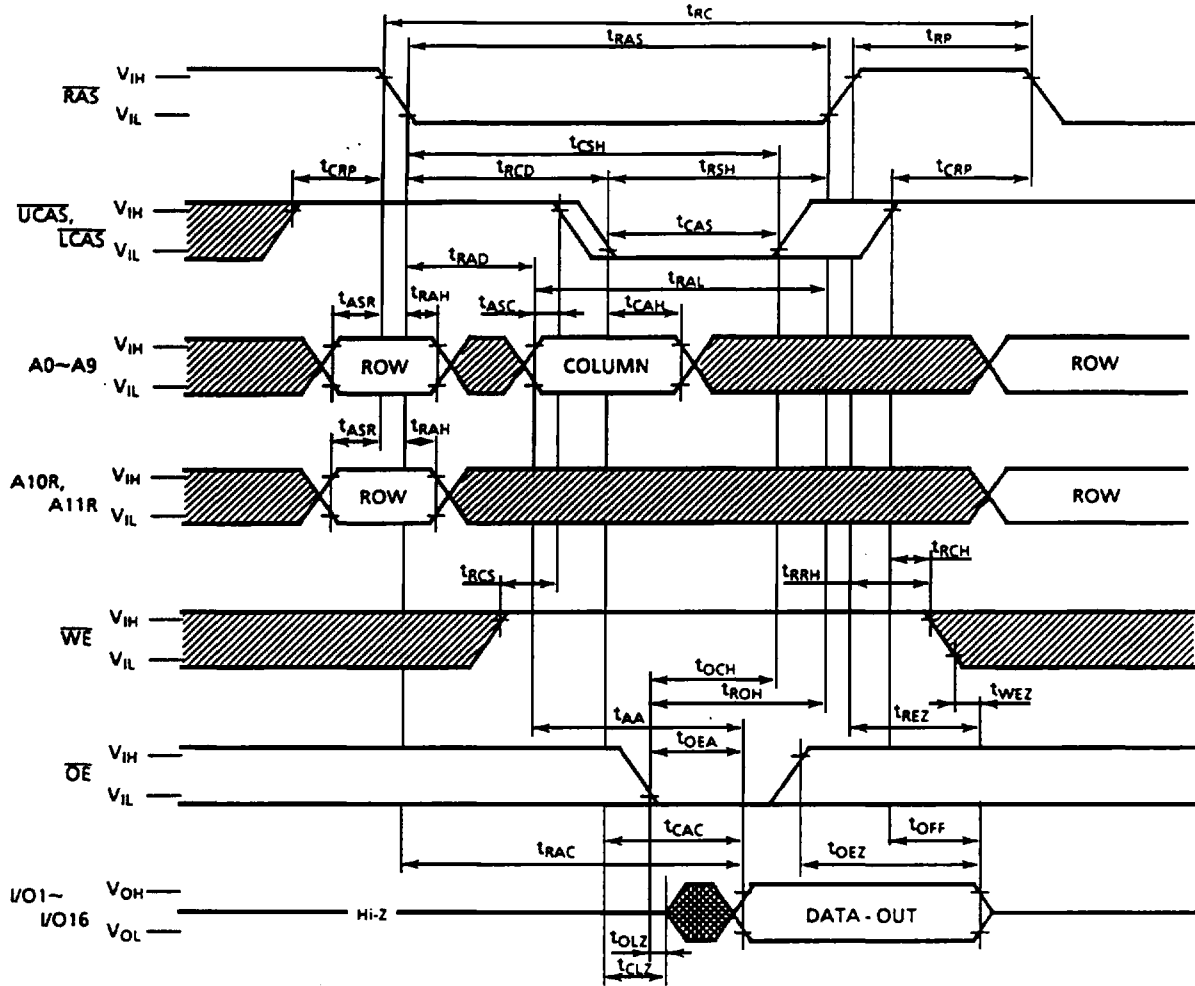 tRC
tRAS
tRP
RAS
VIH
VIL
tCSH
tCRP
tRCD
tRSH
tCRP
UCAS,
LCAS
VIH
VIL
tCAS
tRAD
tRAL
tASR
tRAH
tASC
tCAH
A0~A9
VIH
VIL
ROW
COLUMN
ROW
tASR
tRAH
A10R,
A11R
VIH
VIL
ROW
ROW
tRCS
tRRH
tRCH
WE
VIH
VIL
tOCH
tROH
tWEZ
tAA
tREZ
tOEA
OE
VIH
VIL
tCAC
tOFF
tRAC
tOEZ
I/O1~
I/O16
VOH
VOL
Hi-Z
DATA - OUT
tOLZ
tCLZ